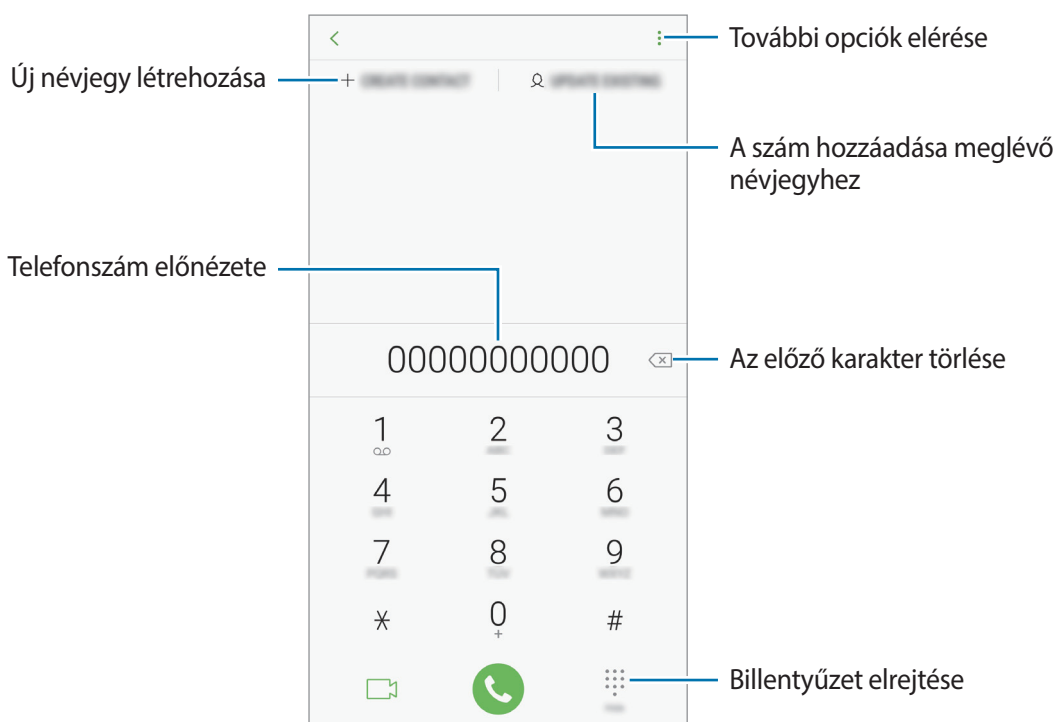 További opciók elérése
Új névjegy létrehozása
A szám hozzáadása meglévő
névjegyhez
Telefonszám előnézete
00000000000
Az előző karakter törlése
1 2 3
4 5 6
7 8 9
* 0 #
+
Billentyűzet elrejtése